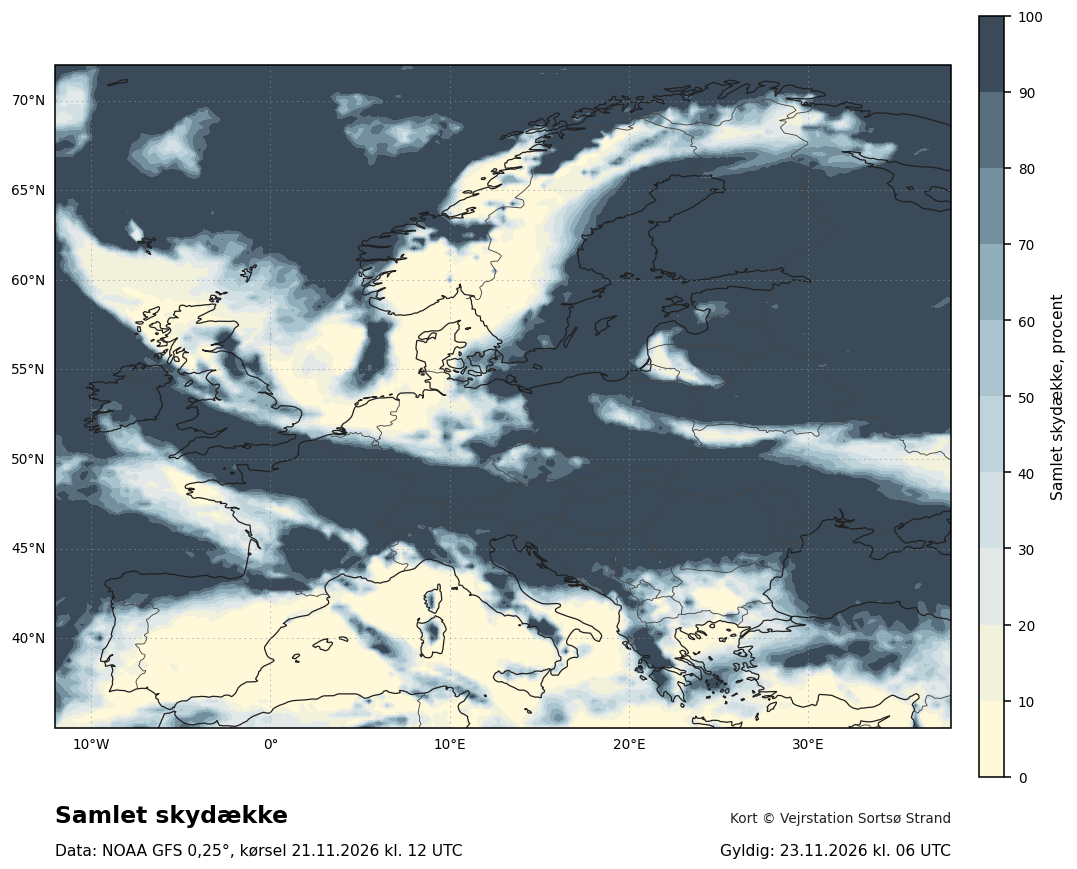 70°N
65°N
60°N
55°N
50°N
45°N
40°N
10°W
0°
10°E
20°E
30°E
100
90
80
70
60
50
40
30
20
10
0
Samlet skydække, procent
Samlet skydække
Kort © Vejrstation Sortsø Strand
Data: NOAA GFS 0,25°, kørsel 21.11.2026 kl. 12 UTC
Gyldig: 23.11.2026 kl. 06 UTC